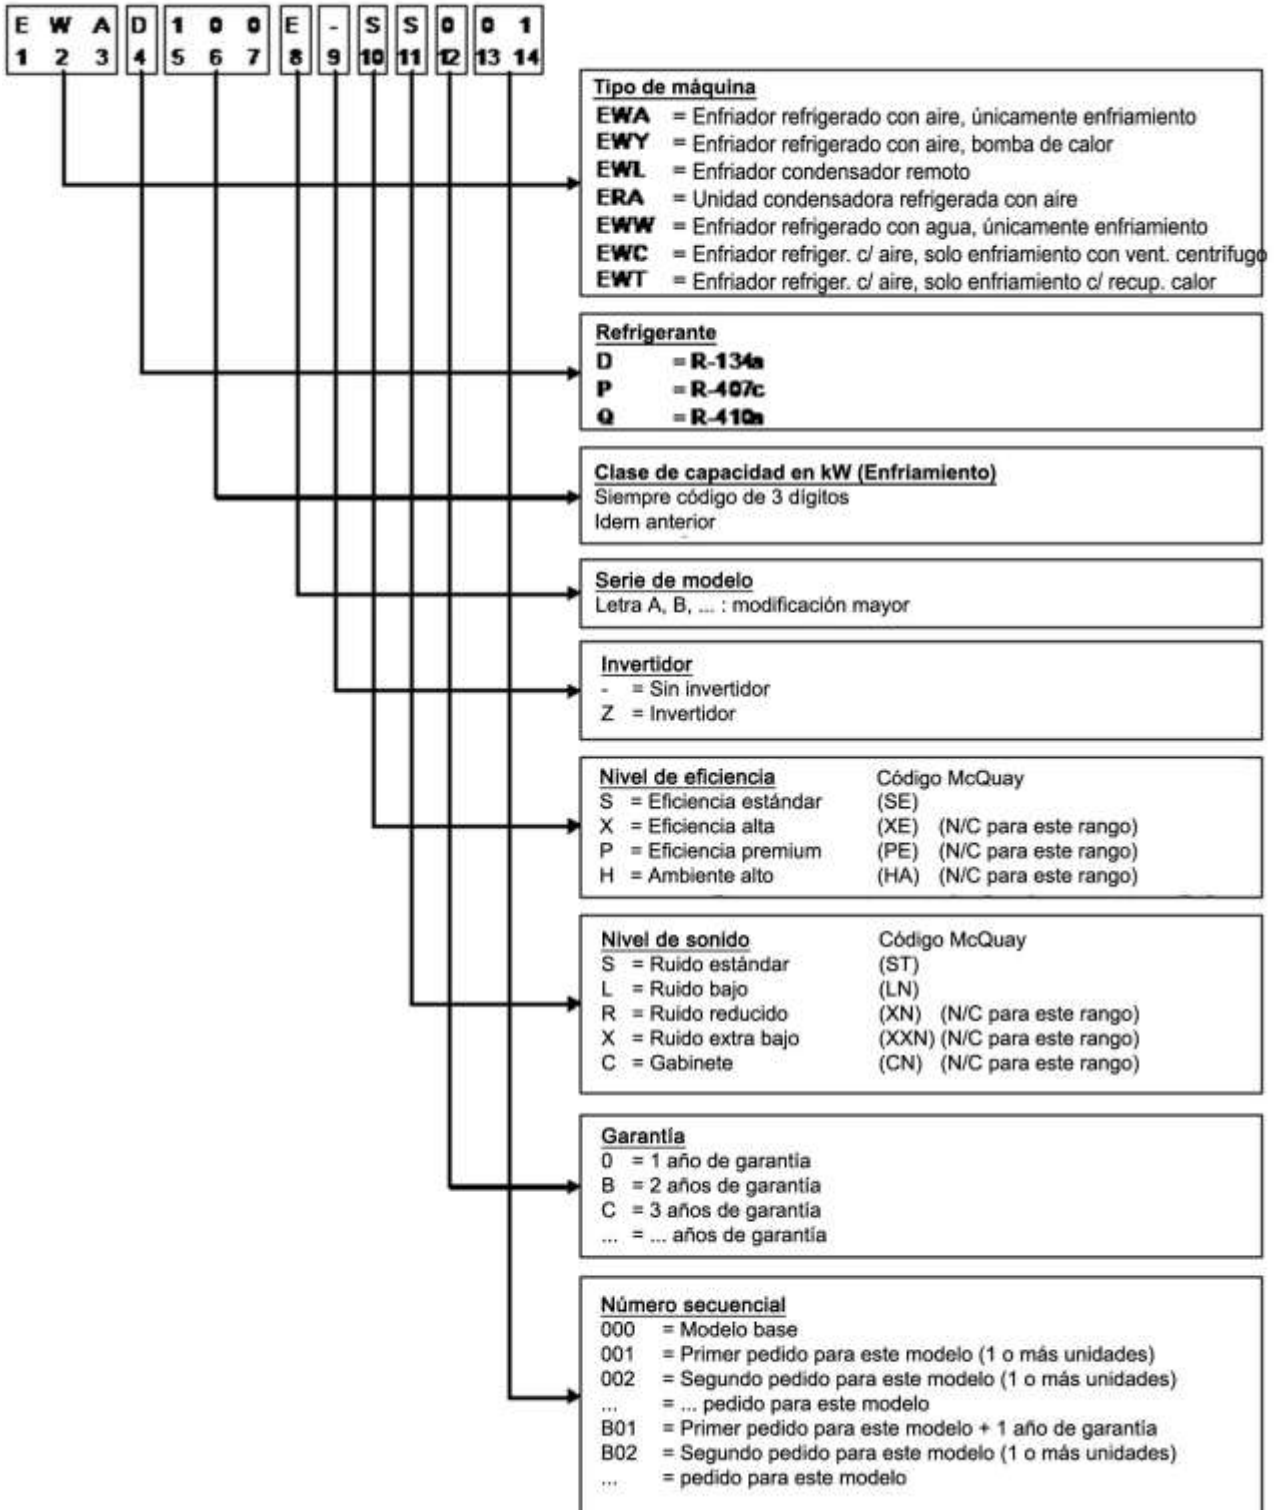 E W A D 1 0 0 E - S S 0 0 1
1 2 3 4 5 6 7 8 9 10 11 12 13 14
Tipo de máquina
EWA = Enfriador refrigerado con aire, únicamente enfriamiento
EWY = Enfriador refrigerado con aire, bomba de calor
EWL = Enfriador condensador remoto
ERA = Unidad condensadora refrigerada con aire
EWW = Enfriador refrigerado con agua, únicamente enfriamiento
EWC = Enfriador refriger. c/ aire, solo enfriamiento con vent. centrífugo
EWT = Enfriador refriger. c/ aire, solo enfriamiento c/ recup. calor
Refrigerante
D = R-134a
P = R-407c
Q = R-410a
Clase de capacidad en kW (Enfriamiento)
Siempre código de 3 dígitos
Idem anterior
Serie de modelo
Letra A, B, ... : modificación mayor
Invertidor
- = Sin invertidor
Z = Invertidor
Nivel de eficiencia Código McQuay
S = Eficiencia estándar (SE)
X = Eficiencia alta (XE) (N/C para este rango)
P = Eficiencia premium (PE) (N/C para este rango)
H = Ambiente alto (HA) (N/C para este rango)
Nivel de sonido Código McQuay
S = Ruido estándar (ST)
L = Ruido bajo (LN)
R = Ruido reducido (XN) (N/C para este rango)
X = Ruido extra bajo (XXN) (N/C para este rango)
C = Gabinete (CN) (N/C para este rango)
Garantía
0 = 1 año de garantía
B = 2 años de garantía
C = 3 años de garantía
... = ... años de garantía
Número secuencial
000 = Modelo base
001 = Primer pedido para este modelo (1 o más unidades)
002 = Segundo pedido para este modelo (1 o más unidades)
... = ... pedido para este modelo
B01 = Primer pedido para este modelo + 1 año de garantía
B02 = Segundo pedido para este modelo (1 o más unidades)
... = pedido para este modelo